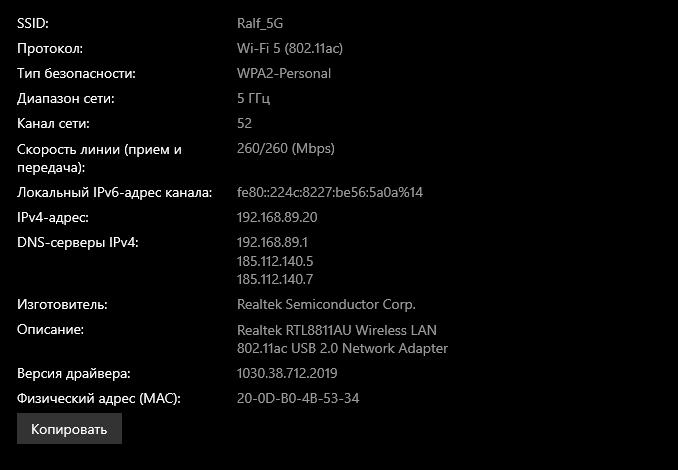 SSID: Ralf_5G
Протокол: Wi-Fi 5 (802.11ac)
Тип безопасности: WPA2-Personal
Диапазон сети: 5 ГГц
Канал сети: 52
Скорость линии (прием и передача): 260/260 (Mbps)
Локальный IPv6-адрес канала: fe80::224c:8227:be56:5a0a%14
IPv4-адрес: 192.168.89.20
DNS-серверы IPv4: 192.168.89.1
185.112.140.5
185.112.140.7
Изготовитель: Realtek Semiconductor Corp.
Описание: Realtek RTL8811AU Wireless LAN
802.11ac USB 2.0 Network Adapter
Версия драйвера: 1030.38.712.2019
Физический адрес (MAC): 20-0D-B0-4B-53-34
Копировать